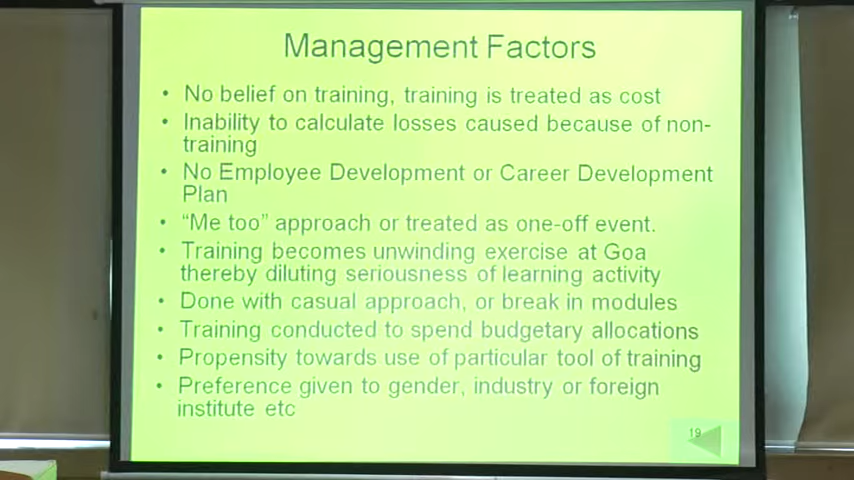 Management Factors
• No belief on training, training is treated as cost
• Inability to calculate losses caused because of non-
training
• No Employee Development or Career Development
Plan
• “Me too” approach or treated as one-off event.
• Training becomes unwinding exercise at Goa
thereby diluting seriousness of learning activity
• Done with casual approach, or break in modules
• Training conducted to spend budgetary allocations
• Propensity towards use of particular tool of training
• Preference given to gender, industry or foreign
institute etc
19